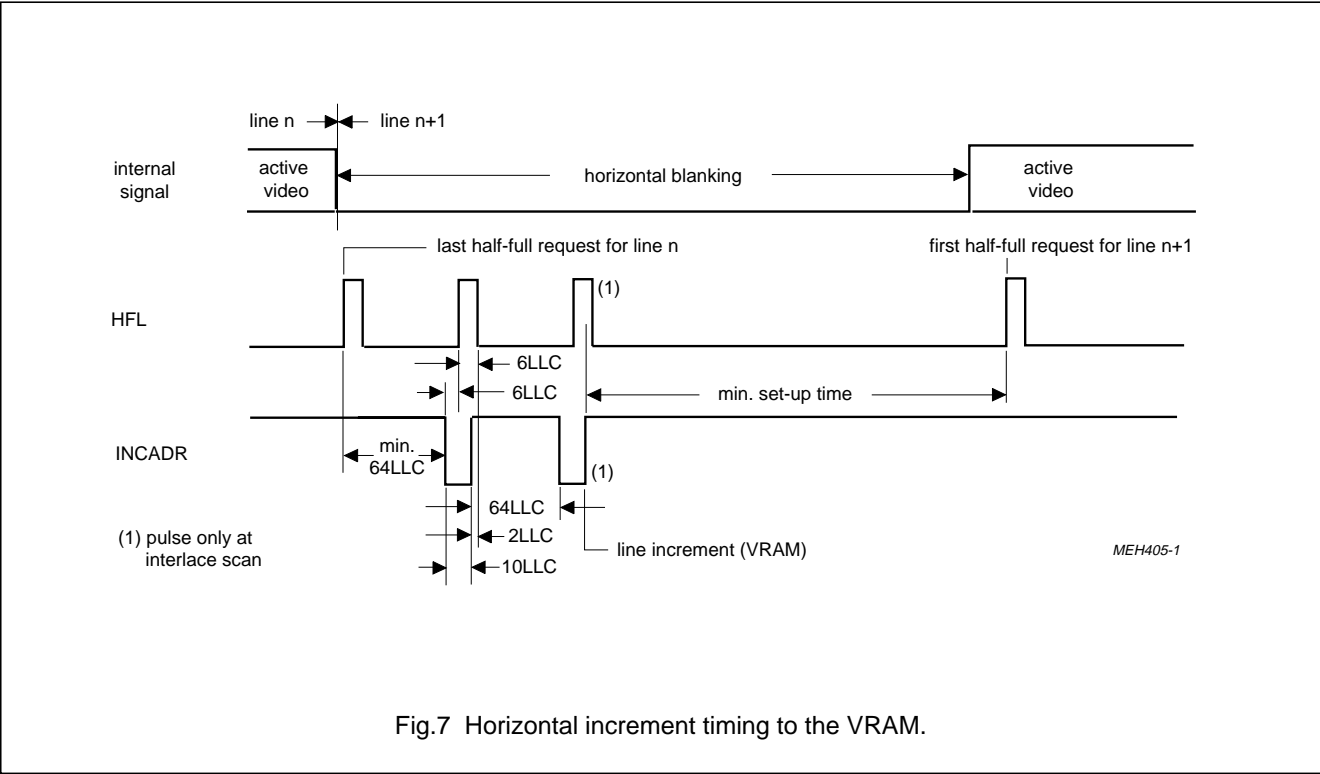 line n
line n+1
internal
signal
active
video
horizontal blanking
active
video
last half-full request for line n
first half-full request for line n+1
HFL
(1)
6LLC
6LLC
min. set-up time
INCADR
min.
64LLC
(1)
64LLC
2LLC
10LLC
line increment (VRAM)
(1) pulse only at
interlace scan
MEH405-1
Fig.7 Horizontal increment timing to the VRAM.